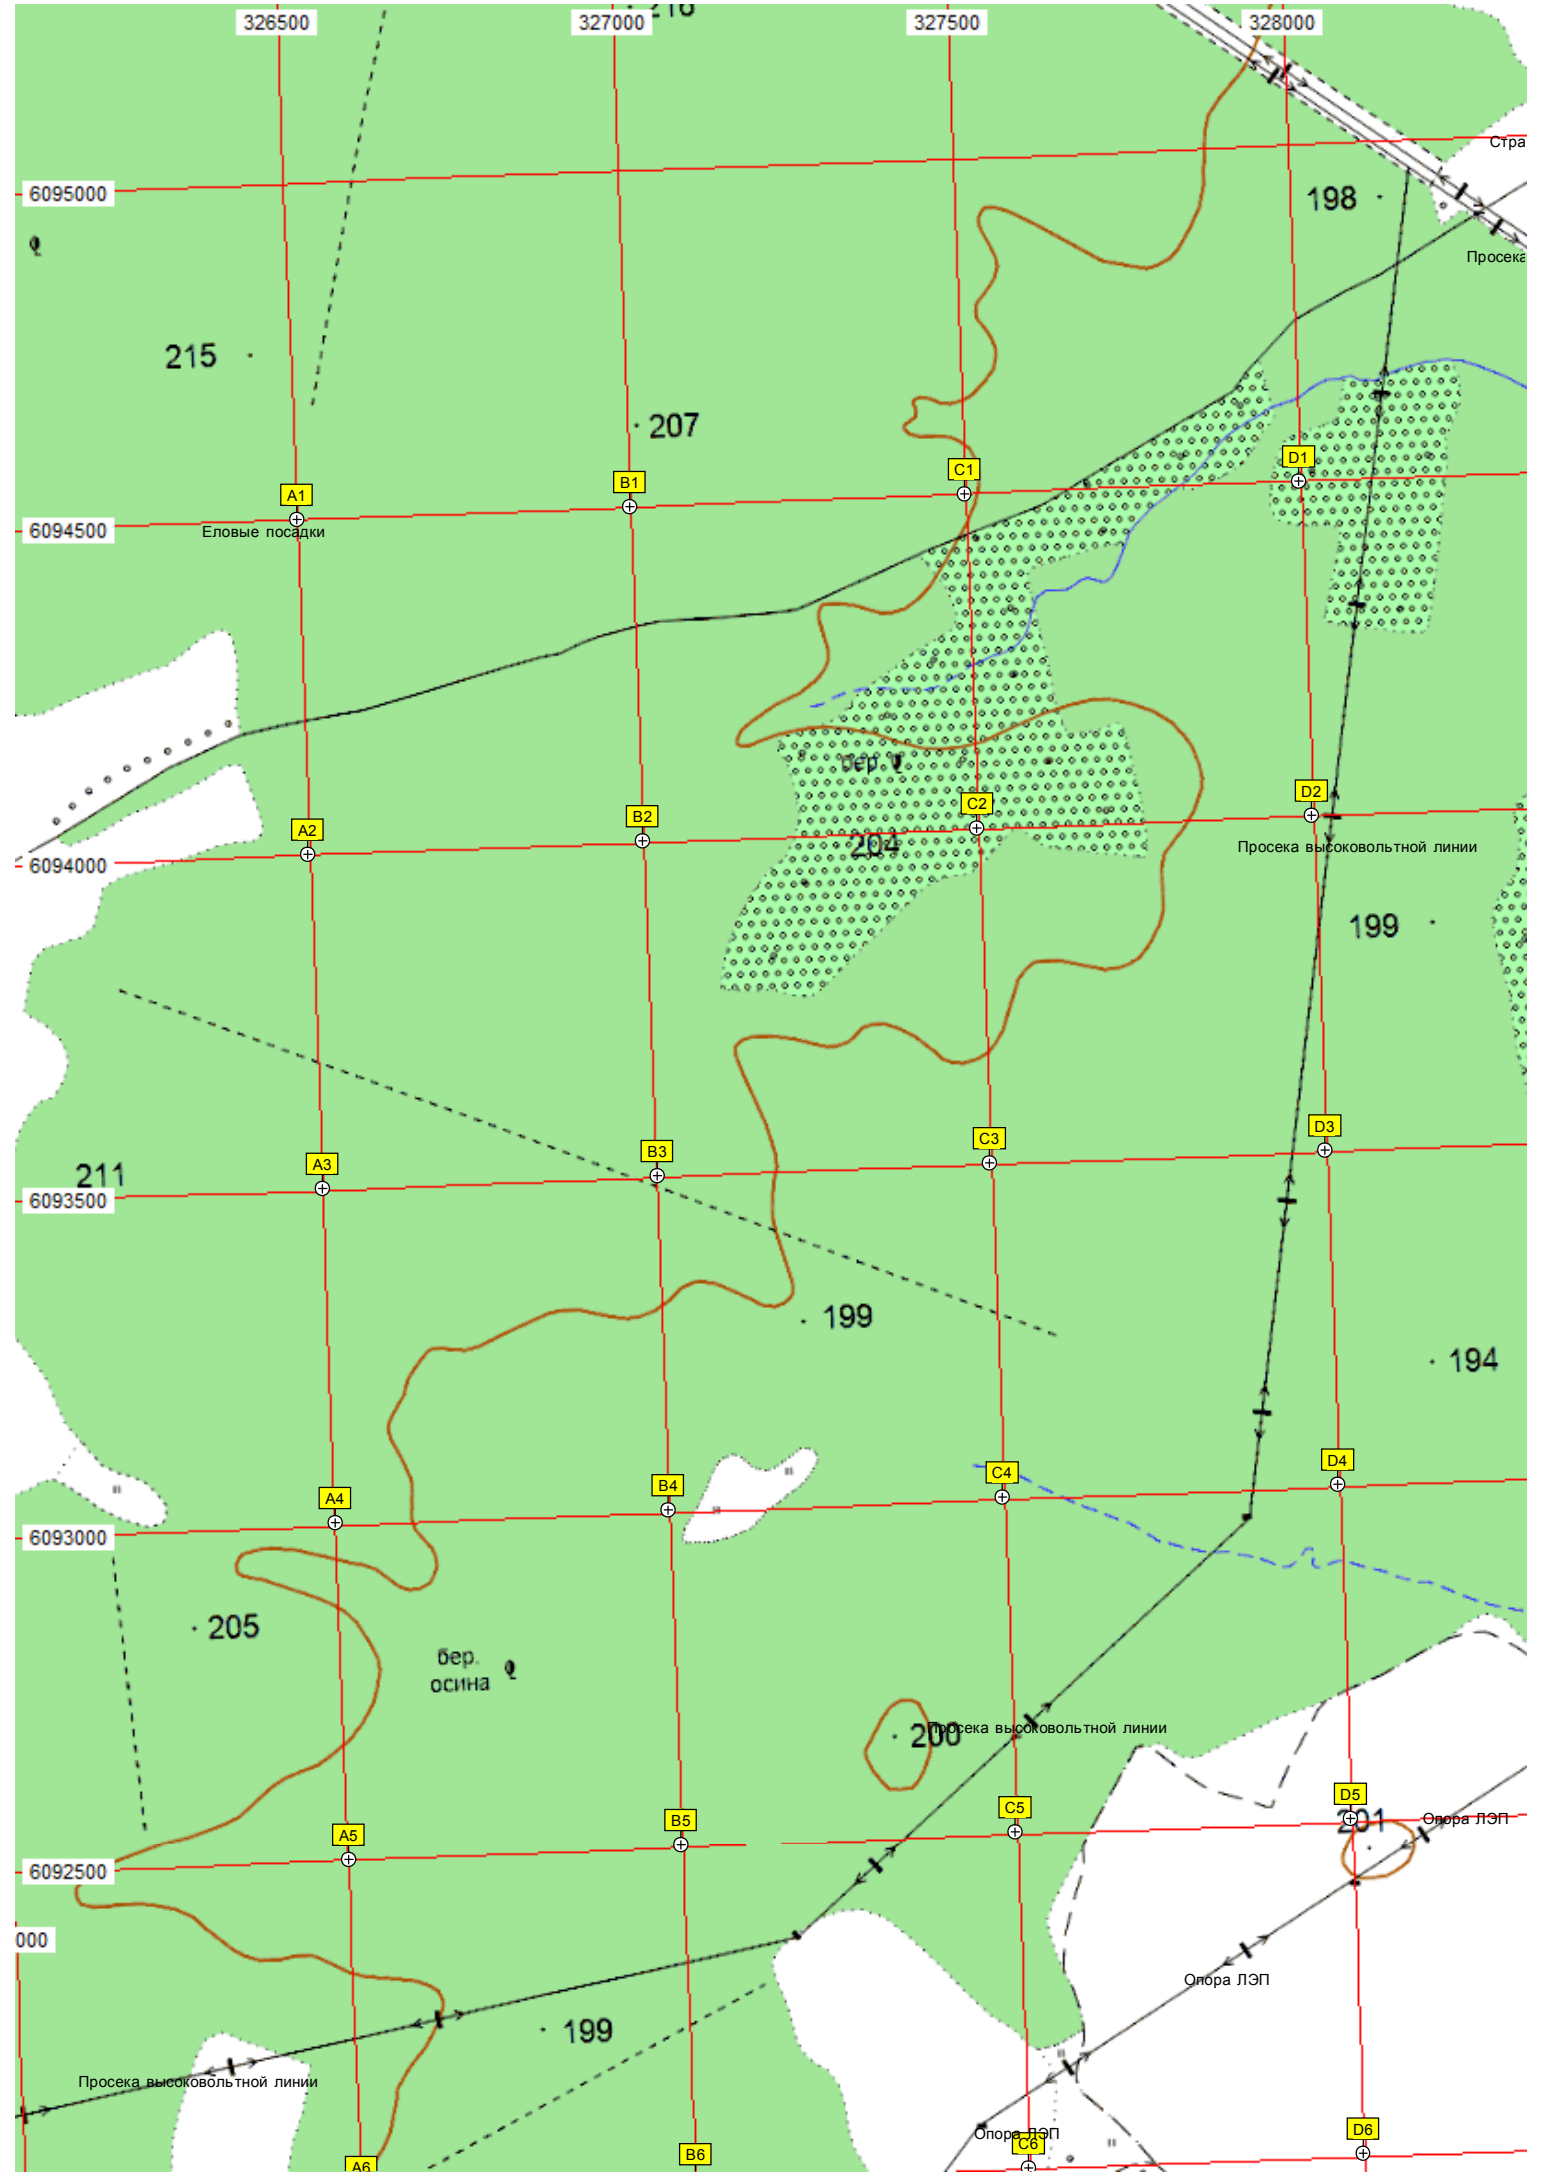 326500
327000
216
327500
328000
Стра
6095000
198
Просека
215
207
A1
B1
C1
D1
6094500
Еловые посадки
бер.
A2
B2
C2
D2
204
Просека высоковольтной линии
6094000
199
A3
B3
C3
D3
211
6093500
199
194
A4
B4
C4
D4
6093000
205
бер.
осина
200
Просека высоковольтной линии
A5
B5
C5
D5
201
Опора ЛЭП
6092500
000
Опора ЛЭП
199
Просека высоковольтной линии
Опора ЛЭП
A6
B6
C6
D6